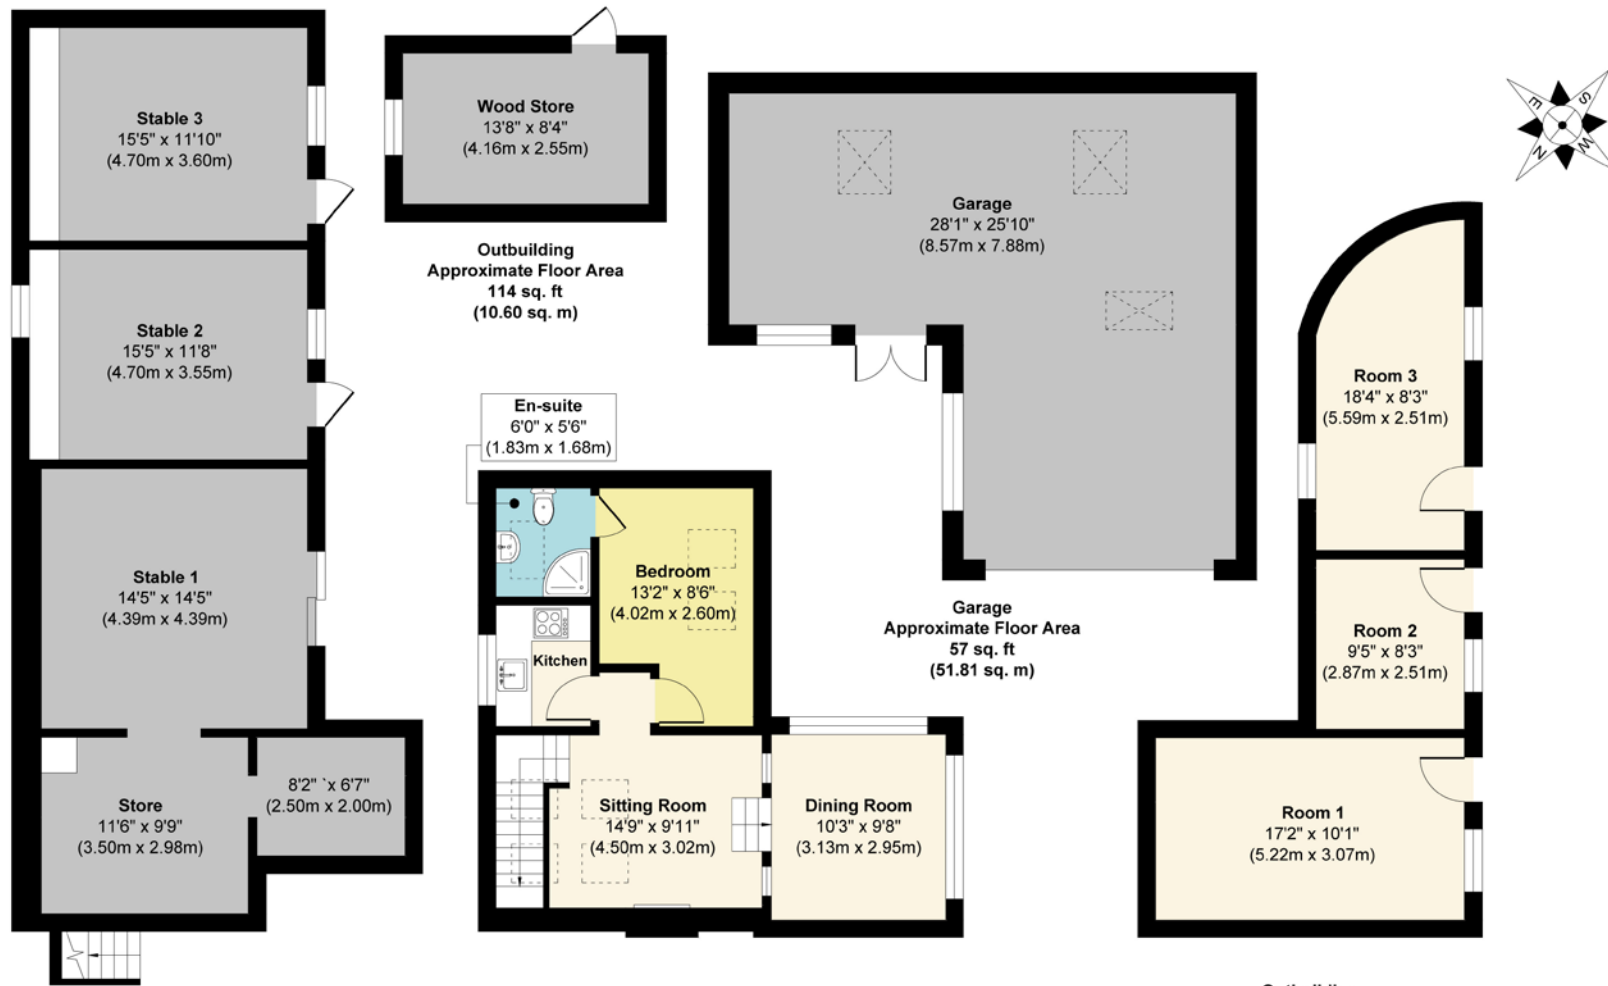 Stable 3
15'5" x 11'10"
(4.70m x 3.60m)
Wood Store
13'8" x 8'4"
(4.16m x 2.55m)
Outbuilding
Approximate Floor Area
114 sq. ft
(10.60 sq. m)
Garage
28'1" x 25'10"
(8.57m x 7.88m)
E
S
N
W
Stable 2
15'5" x 11'8"
(4.70m x 3.55m)
Room 3
18'4" x 8'3"
(5.59m x 2.51m)
En-suite
6'0" x 5'6"
(1.83m x 1.68m)
Stable 1
14'5" x 14'5"
(4.39m x 4.39m)
Bedroom
13'2" x 8'6"
(4.02m x 2.60m)
Kitchen
Garage
Approximate Floor Area
57 sq. ft
(51.81 sq. m)
Room 2
9'5" x 8'3"
(2.87m x 2.51m)
Store
11'6" x 9'9"
(3.50m x 2.98m)
8'2" `x 6'7"
(2.50m x 2.00m)
Sitting Room
14'9" x 9'11"
(4.50m x 3.02m)
Dining Room
10'3" x 9'8"
(3.13m x 2.95m)
Room 1
17'2" x 10'1"
(5.22m x 3.07m)